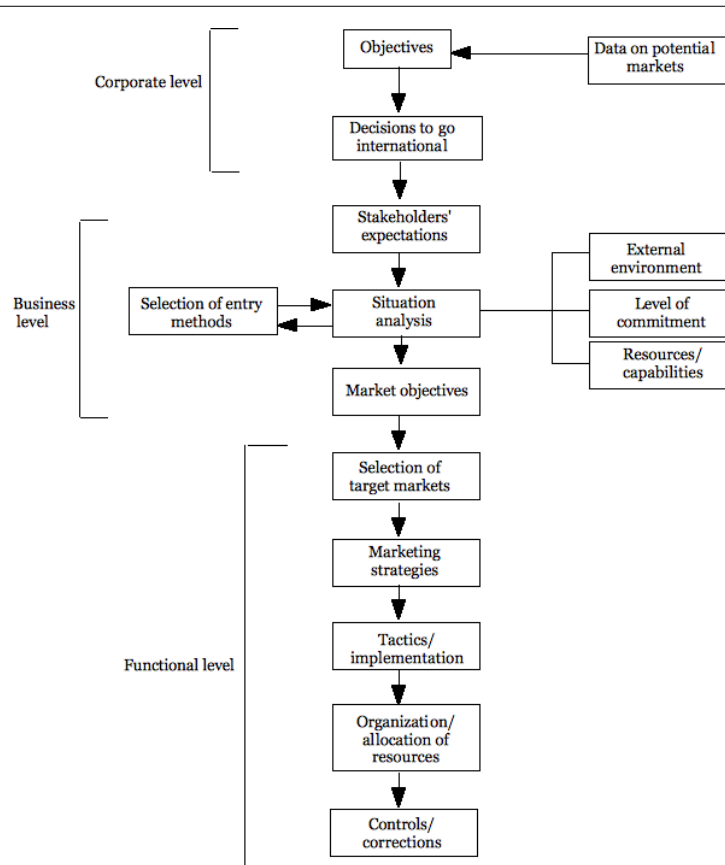 Objectives
Data on potential
markets
Corporate level
Decisions to go
international
Stakeholders'
expectations
External
environment
Business
level
Selection of entry
methods
Situation
analysis
Level of
commitment
Resources/
capabilities
Market objectives
Selection of
target markets
Marketing
strategies
Functional level
Tactics/
implementation
Organization/
allocation of
resources
Controls/
corrections